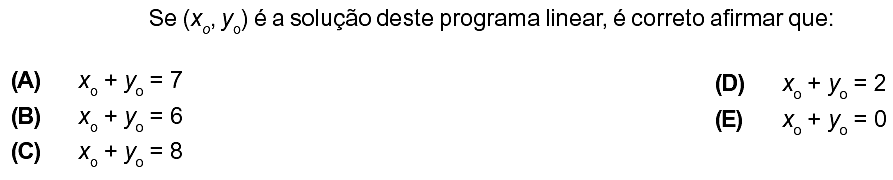 Se (xₒ, yₒ) é a solução deste programa linear, é correto afirmar que:
(A) xₒ + yₒ = 7
(B) xₒ + yₒ = 6
(C) xₒ + yₒ = 8
(D) xₒ + yₒ = 2
(E) xₒ + yₒ = 0